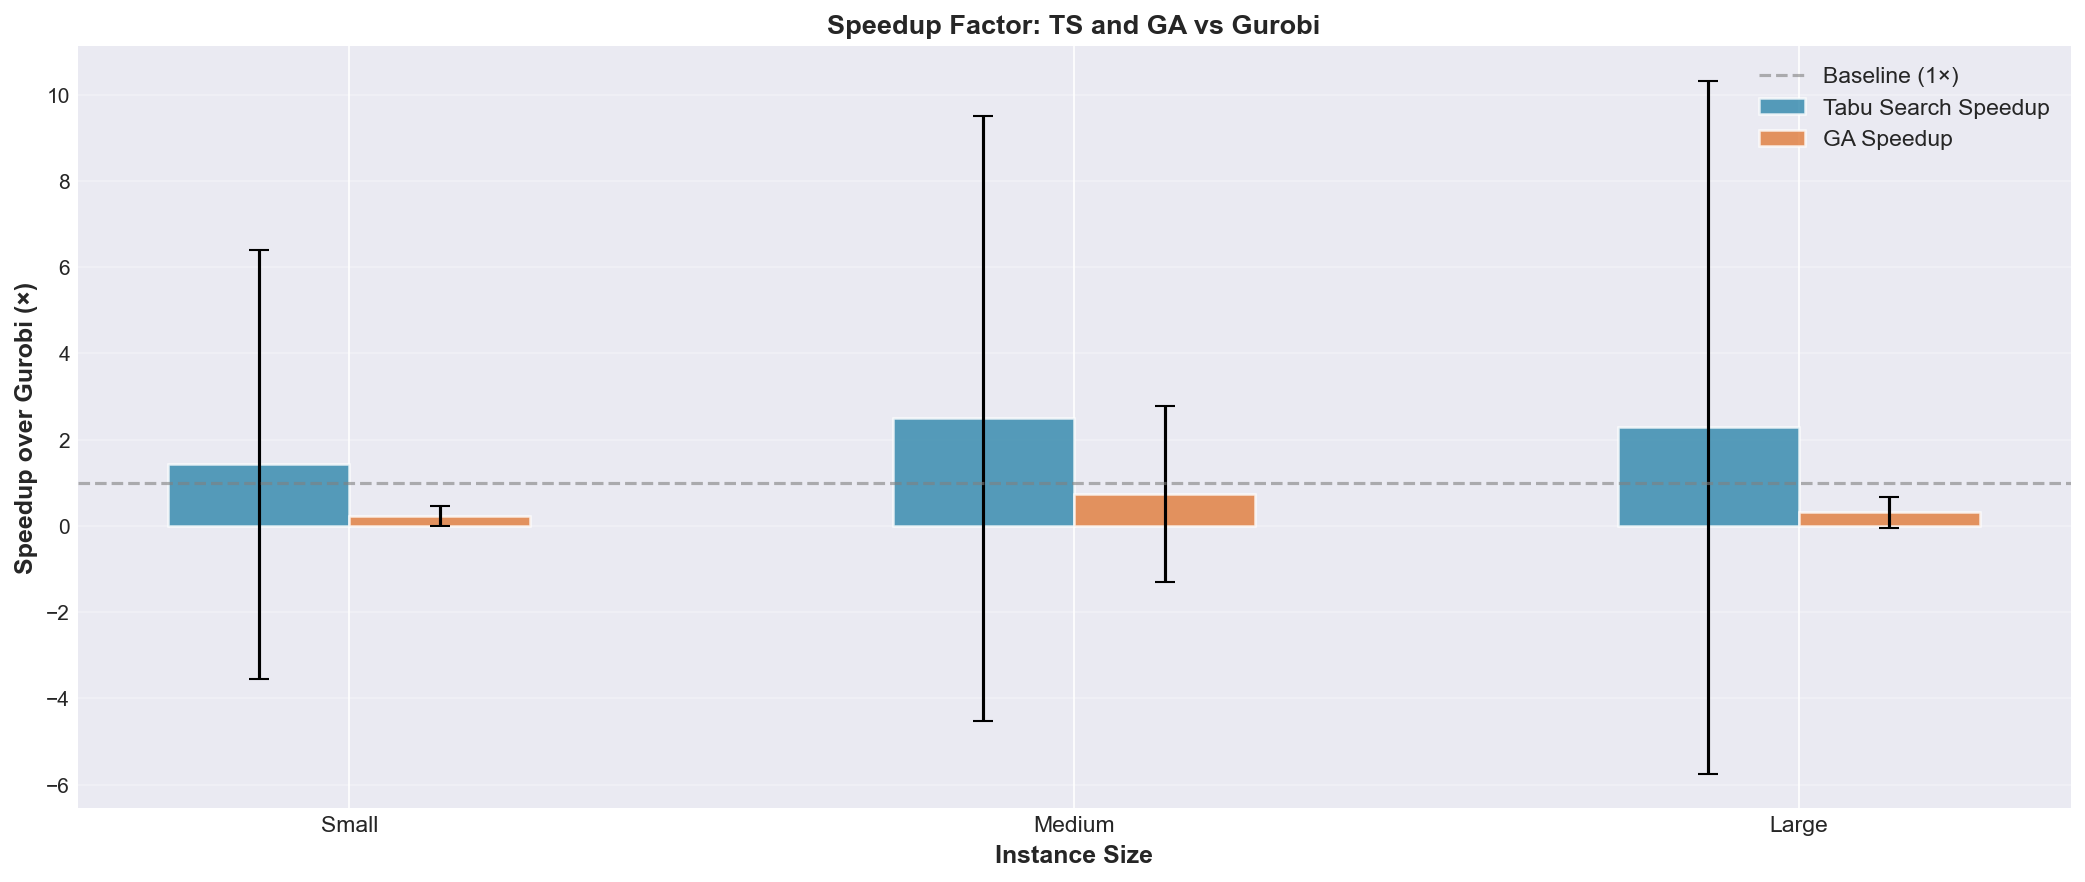 Speedup Factor: TS and GA vs Gurobi
Baseline (1×)
Tabu Search Speedup
GA Speedup
Speedup over Gurobi (×)
10
8
6
4
2
0
−2
−4
−6
Small
Medium
Large
Instance Size